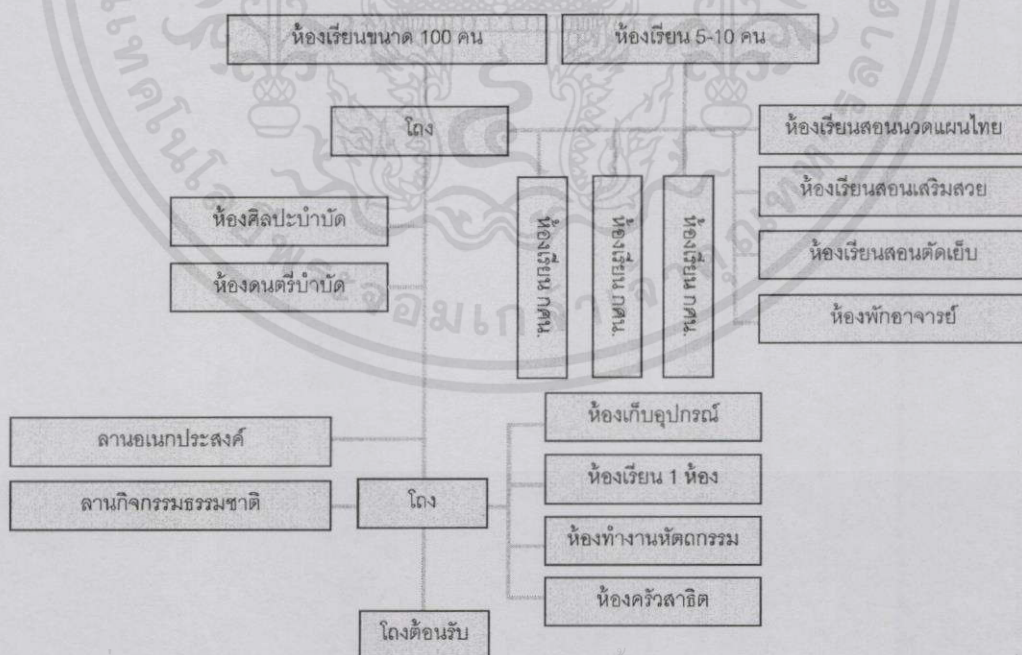 ห้องเรียนขนาด 100 คน
ห้องเรียน 5-10 คน
โถง
ห้องเรียนสอนนวดแผนไทย
ห้องเรียนสอนเสริมสวย
ห้องเรียนสอนตัดเย็บ
ห้องพักอาจารย์
ห้องศิลปะบำบัด
ห้องดนตรีบำบัด
ห้องเรียน กศน.
ห้องเรียน กศน.
ห้องเรียน กศน.
ลานอเนกประสงค์
ลานกิจกรรมธรรมชาติ
โถง
ห้องเก็บอุปกรณ์
ห้องเรียน 1 ห้อง
ห้องทำงานหัตถกรรม
ห้องครัวสาธิต
โถงต้อนรับ